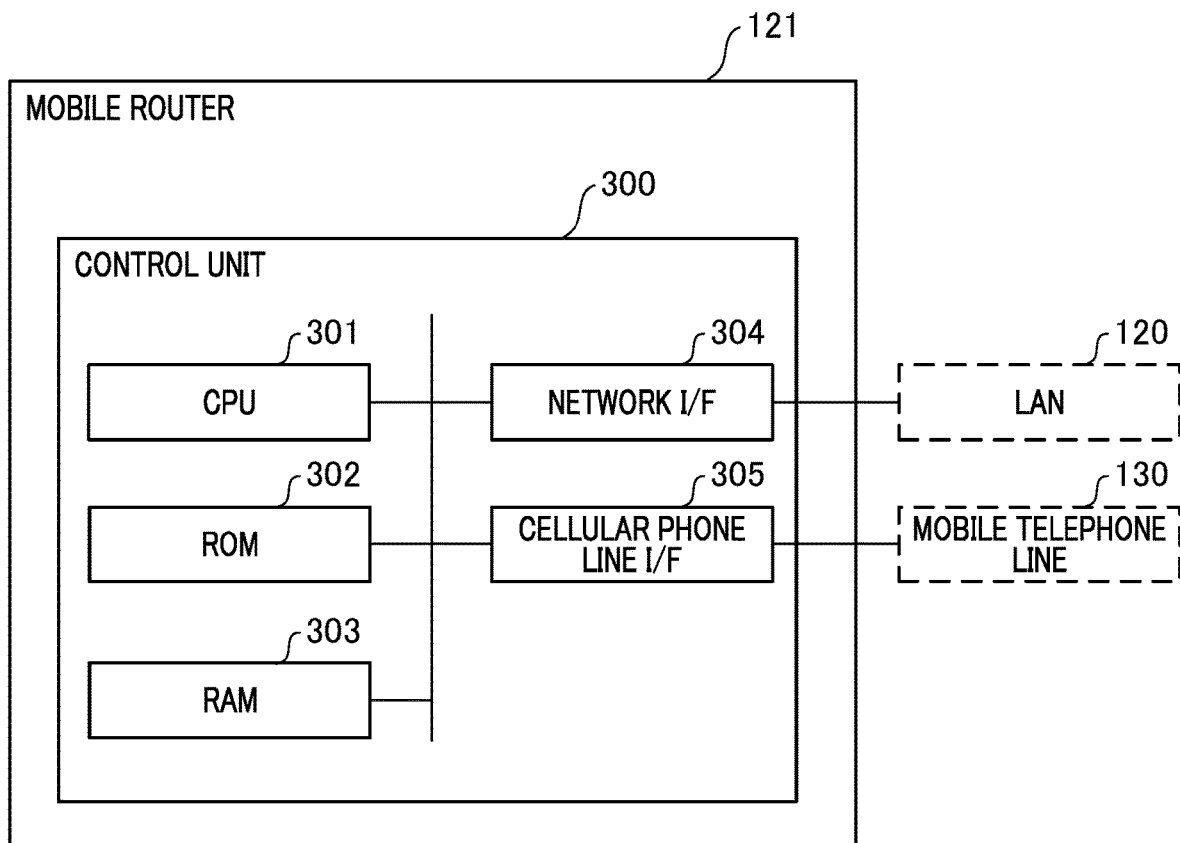 121
MOBILE ROUTER
300
CONTROL UNIT
301
CPU
304
NETWORK I/F
120
LAN
302
ROM
305
CELLULAR PHONE
LINE I/F
130
MOBILE TELEPHONE
LINE
303
RAM